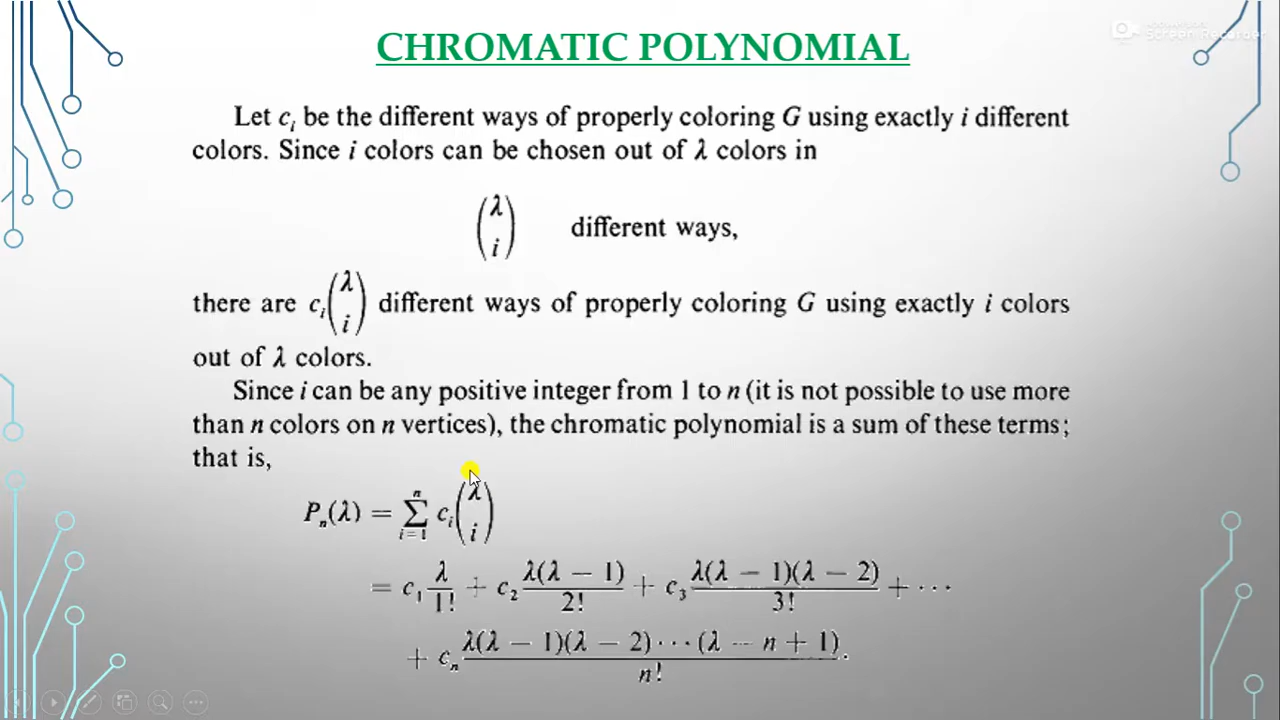 CHROMATIC POLYNOMIAL
Screen Recorder
Let cᵢ be the different ways of properly coloring G using exactly i different
colors. Since i colors can be chosen out of λ colors in
(λ i) different ways,
there are cᵢ(λ i) different ways of properly coloring G using exactly i colors
out of λ colors.
Since i can be any positive integer from 1 to n (it is not possible to use more
than n colors on n vertices), the chromatic polynomial is a sum of these terms;
that is,
Pₙ(λ) = ∑ᵢ₌₁ⁿ cᵢ(λ i)
= c₁ λ/1! + c₂ λ(λ − 1)/2! + c₃ λ(λ − 1)(λ − 2)/3! + ⋯
+ cₙ λ(λ − 1)(λ − 2)⋯(λ − n + 1)/n!.